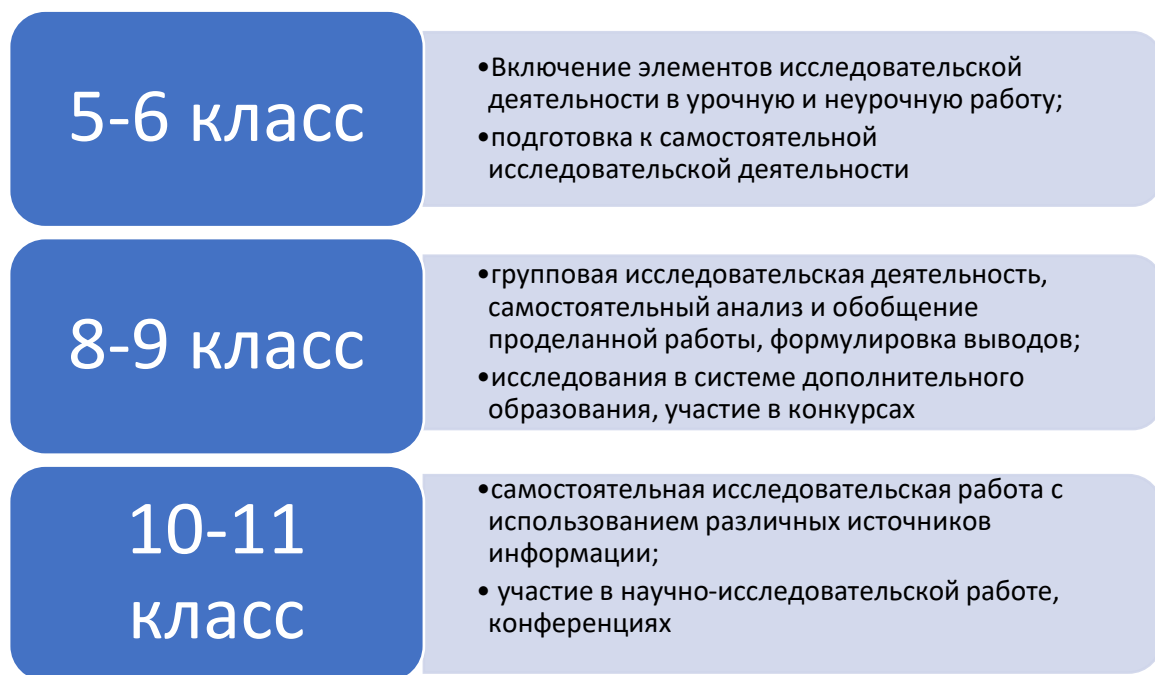 5-6 класс
•Включение элементов исследовательской
деятельности в урочную и неурочную работу;
•подготовка к самостоятельной
исследовательской деятельности
8-9 класс
•групповая исследовательская деятельность,
самостоятельный анализ и обобщение
проделанной работы, формулировка выводов;
•исследования в системе дополнительного
образования, участие в конкурсах
10-11
класс
•самостоятельная исследовательская работа с
использованием различных источников
информации;
• участие в научно-исследовательской работе,
конференциях